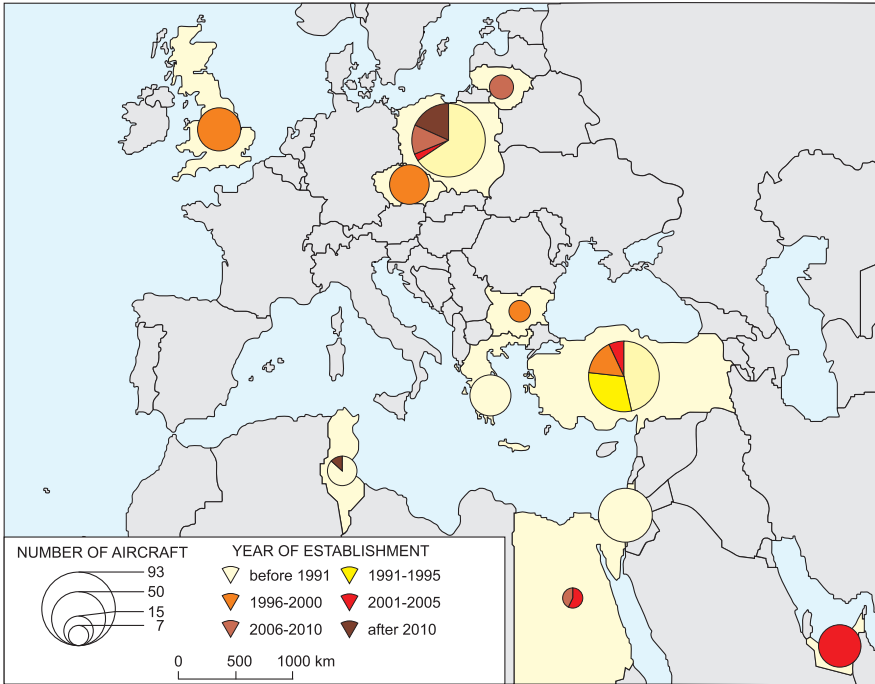 NUMBER OF AIRCRAFT
93
50
15
7
YEAR OF ESTABLISHMENT
before 1991
1991-1995
1996-2000
2001-2005
2006-2010
after 2010
0 500 1000 km